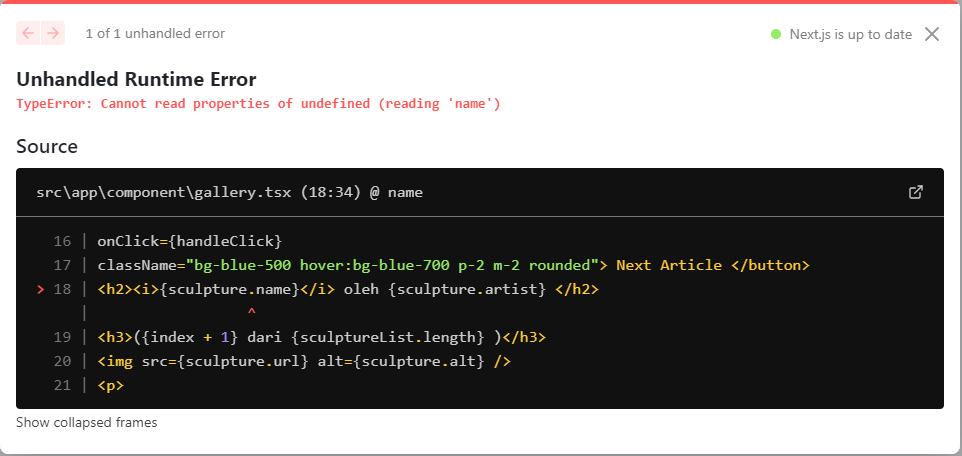 1 of 1 unhandled error
Next.js is up to date
Unhandled Runtime Error
TypeError: Cannot read properties of undefined (reading 'name')
Source
src\app\component\gallery.tsx (18:34) @ name
16 | onClick={handleClick}
17 | className="bg-blue-500 hover:bg-blue-700 p-2 m-2 rounded"> Next Article </button>
> 18 | <h2><i>{sculpture.name}</i> oleh {sculpture.artist} </h2>
| ^
19 | <h3>({index + 1} dari {sculptureList.length} )</h3>
20 | <img src={sculpture.url} alt={sculpture.alt} />
21 | <p>
Show collapsed frames